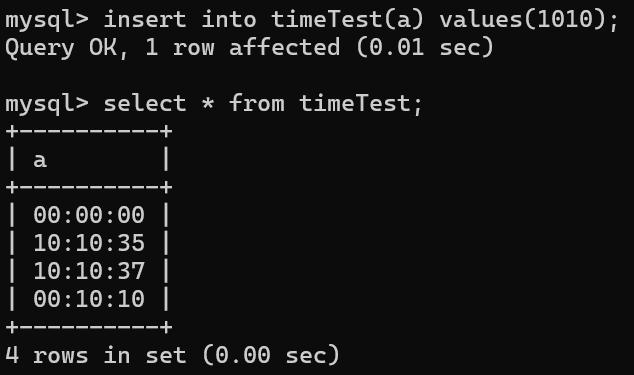 mysql> insert into timeTest(a) values(1010);
Query OK, 1 row affected (0.01 sec)
mysql> select * from timeTest;
+----------+
| a        |
+----------+
| 00:00:00 |
| 10:10:35 |
| 10:10:37 |
| 00:10:10 |
+----------+
4 rows in set (0.00 sec)